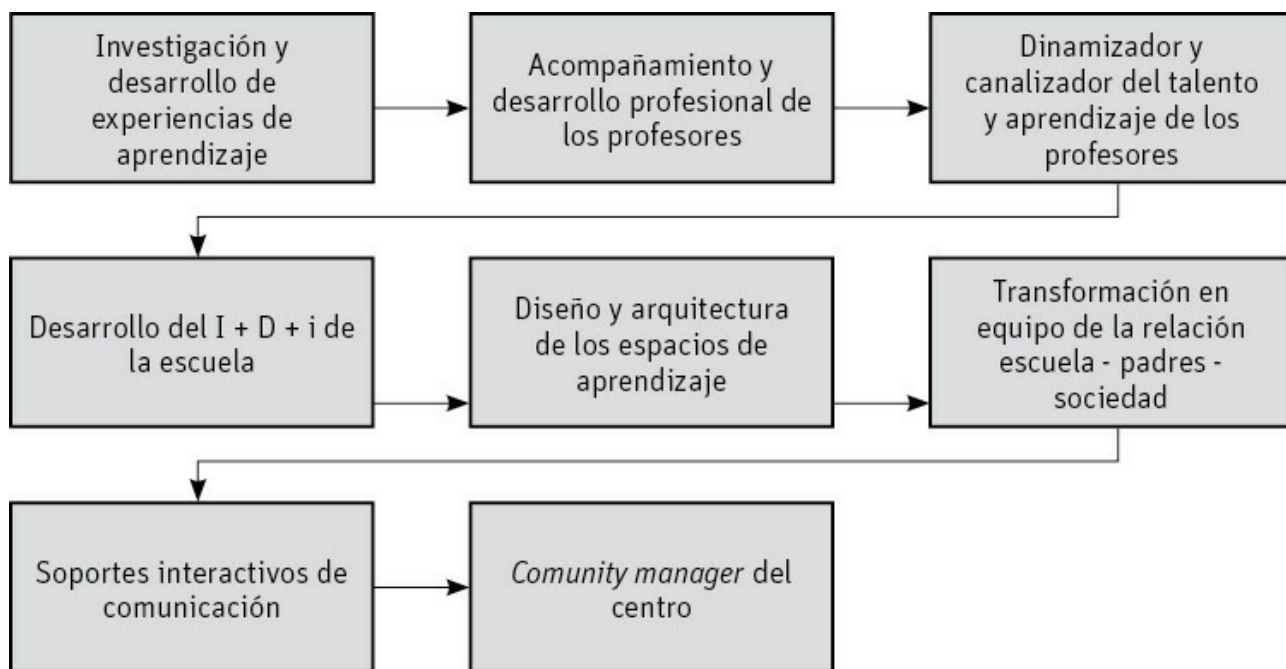 Investigación y
desarrollo de
experiencias de
aprendizaje
Acompañamiento y
desarrollo profesional de
los profesores
Dinamizador y
canalizador del talento
y aprendizaje de los
profesores
Desarrollo del I + D + i de
la escuela
Diseño y arquitectura
de los espacios de
aprendizaje
Transformación en
equipo de la relación
escuela - padres -
sociedad
Soportes interactivos de
comunicación
Comunity manager del
centro